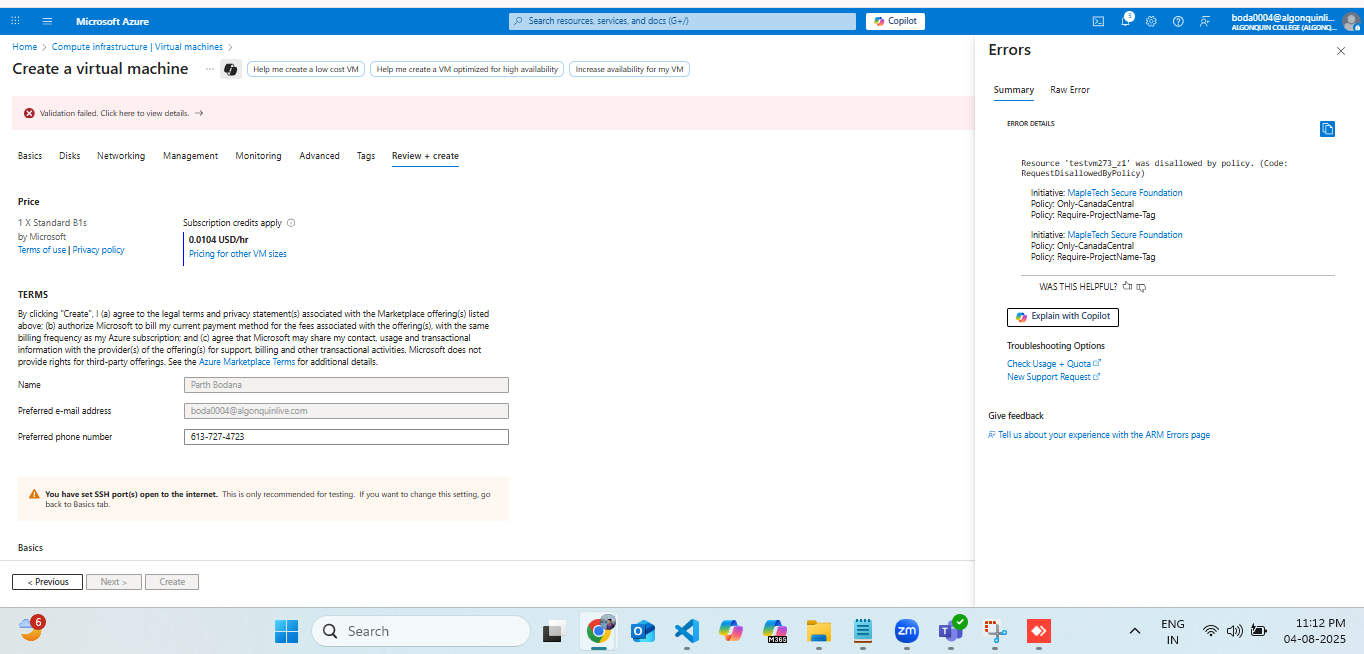 Microsoft Azure
Search resources, services, and docs (G+/)
Copilot
3
boda0004@algonquinli...
ALGONQUIN COLLEGE (ALGONQ...
Home > Compute infrastructure | Virtual machines >
Create a virtual machine ...
Help me create a low cost VM
Help me create a VM optimized for high availability
Increase availability for my VM
Validation failed. Click here to view details. →
Basics Disks Networking Management Monitoring Advanced Tags Review + create
Price
1 X Standard B1s
by Microsoft
Terms of use | Privacy policy
Subscription credits apply
0.0104 USD/hr
Pricing for other VM sizes
TERMS
By clicking "Create", I (a) agree to the legal terms and privacy statement(s) associated with the Marketplace offering(s) listed
above; (b) authorize Microsoft to bill my current payment method for the fees associated with the offering(s), with the same
billing frequency as my Azure subscription; and (c) agree that Microsoft may share my contact, usage and transactional
information with the provider(s) of the offering(s) for support, billing and other transactional activities. Microsoft does not
provide rights for third-party offerings. See the Azure Marketplace Terms for additional details.
Name
Parth Bodana
Preferred e-mail address
boda0004@algonquinlive.com
Preferred phone number
613-727-4723
You have set SSH port(s) open to the internet. This is only recommended for testing. If you want to change this setting, go
back to Basics tab.
Basics
< Previous
Next >
Create
Errors
Summary Raw Error
ERROR DETAILS
Resource 'testvm273_z1' was disallowed by policy. (Code:
RequestDisallowedByPolicy)
Initiative: MapleTech Secure Foundation
Policy: Only-CanadaCentral
Policy: Require-ProjectName-Tag
Initiative: MapleTech Secure Foundation
Policy: Only-CanadaCentral
Policy: Require-ProjectName-Tag
WAS THIS HELPFUL?
Explain with Copilot
Troubleshooting Options
Check Usage + Quota
New Support Request
Give feedback
Tell us about your experience with the ARM Errors page
6
Search
M365
zm
ENG
IN
11:12 PM
04-08-2025